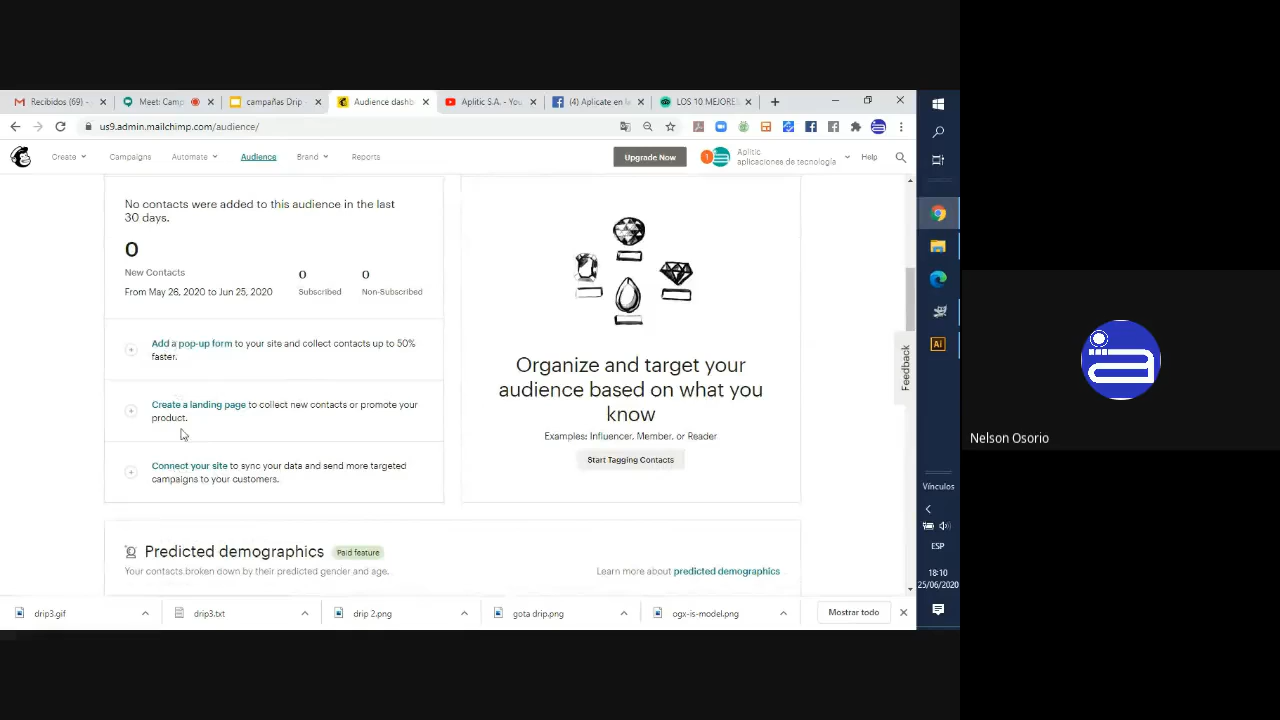 Recibidos (69) -
Meet: Camp
campañas Drip -
Audience dashb
Aplitic S.A. - You
(4) Aplicate en l
LOS 10 MEJORE
us9.admin.mailchimp.com/audience/
Create
Campaigns
Automate
Audience
Brand
Reports
Upgrade Now
1
Aplitic
aplicaciones de tecnología
Help
No contacts were added to this audience in the last
30 days.
0
New Contacts
From May 26, 2020 to Jun 25, 2020
0
Subscribed
0
Non-Subscribed
Add a pop-up form to your site and collect contacts up to 50%
faster.
Create a landing page to collect new contacts or promote your
product.
Connect your site to sync your data and send more targeted
campaigns to your customers.
Organize and target your
audience based on what you
know
Examples: Influencer, Member, or Reader
Start Tagging Contacts
Predicted demographics
Paid feature
Your contacts broken down by their predicted gender and age.
Learn more about predicted demographics
Feedback
drip3.gif
drip3.txt
drip 2.png
gota drip.png
ogx-is-model.png
Mostrar todo
Ai
Vínculos
ESP
18:10
25/06/2020
Nelson Osorio